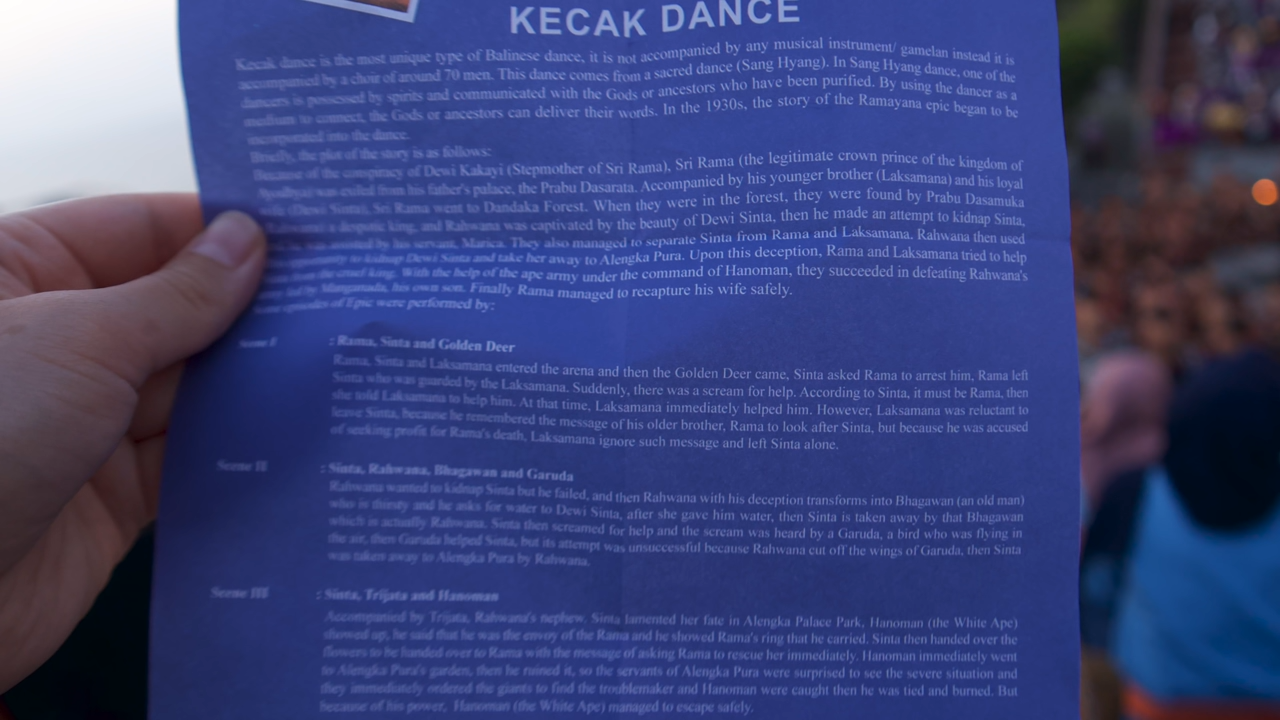 KECAK DANCE
Kecak dance is the most unique type of Balinese dance, it is not accompanied by any musical instrument/ gamelan instead it is
accompanied by a choir of around 70 men. This dance comes from a sacred dance (Sang Hyang). In Sang Hyang dance, one of the
dancers is possessed by spirits and communicated with the Gods or ancestors who have been purified. By using the dancer as a
medium to connect, the Gods or ancestors can deliver their words. In the 1930s, the story of the Ramayana epic began to be
incorporated into the dance.
Briefly, the plot of the story is as follows:
Because of the conspiracy of Dewi Kakayi (Stepmother of Sri Rama), Sri Rama (the legitimate crown prince of the kingdom of
Ayodhya) was exiled from his father's palace, the Prabu Dasarata. Accompanied by his younger brother (Laksamana) and his loyal
(Dewi Sinta), Sri Rama went to Dandaka Forest. When they were in the forest, they were found by Prabu Dasamuka
a despotic king, and Rahwana was captivated by the beauty of Dewi Sinta, then he made an attempt to kidnap Sinta,
was assisted by his servant, Marica. They also managed to separate Sinta from Rama and Laksamana. Rahwana then used
to kidnap Dewi Sinta and take her away to Alengka Pura. Upon this deception, Rama and Laksamana tried to help
from the cruel king. With the help of the ape army under the command of Hanoman, they succeeded in defeating Rahwana's
led by Manganada, his own son. Finally Rama managed to recapture his wife safely.
Some episodes of Epic were performed by:
Scene I : Rama, Sinta and Golden Deer
Rama, Sinta and Laksamana entered the arena and then the Golden Deer came, Sinta asked Rama to arrest him, Rama left
Sinta who was guarded by the Laksamana. Suddenly, there was a scream for help. According to Sinta, it must be Rama, then
she told Laksamana to help him. At that time, Laksamana immediately helped him. However, Laksamana was reluctant to
leave Sinta, because he remembered the message of his older brother, Rama to look after Sinta, but because he was accused
of seeking profit for Rama's death, Laksamana ignore such message and left Sinta alone.
Scene II : Sinta, Rahwana, Bhagawan and Garuda
Rahwana wanted to kidnap Sinta but he failed, and then Rahwana with his deception transforms into Bhagawan (an old man)
who is thirsty and he asks for water to Dewi Sinta, after she gave him water, then Sinta is taken away by that Bhagawan
which is actually Rahwana. Sinta then screamed for help and the scream was heard by a Garuda, a bird who was flying in
the air, then Garuda helped Sinta, but its attempt was unsuccessful because Rahwana cut off the wings of Garuda, then Sinta
was taken away to Alengka Pura by Rahwana.
Scene III : Sinta, Trijata and Hanoman
Accompanied by Trijata, Rahwana's nephew. Sinta lamented her fate in Alengka Palace Park, Hanoman (the White Ape)
showed up, he said that he was the envoy of the Rama and he showed Rama's ring that he carried. Sinta then handed over the
flowers to be handed over to Rama with the message of asking Rama to rescue her immediately. Hanoman immediately went
to Alengka Pura's garden, then he ruined it, so the servants of Alengka Pura were surprised to see the severe situation and
they immediately ordered the giants to find the troublemaker and Hanoman were caught then he was tied and burned. But
because of his power, Hanoman (the White Ape) managed to escape safely.